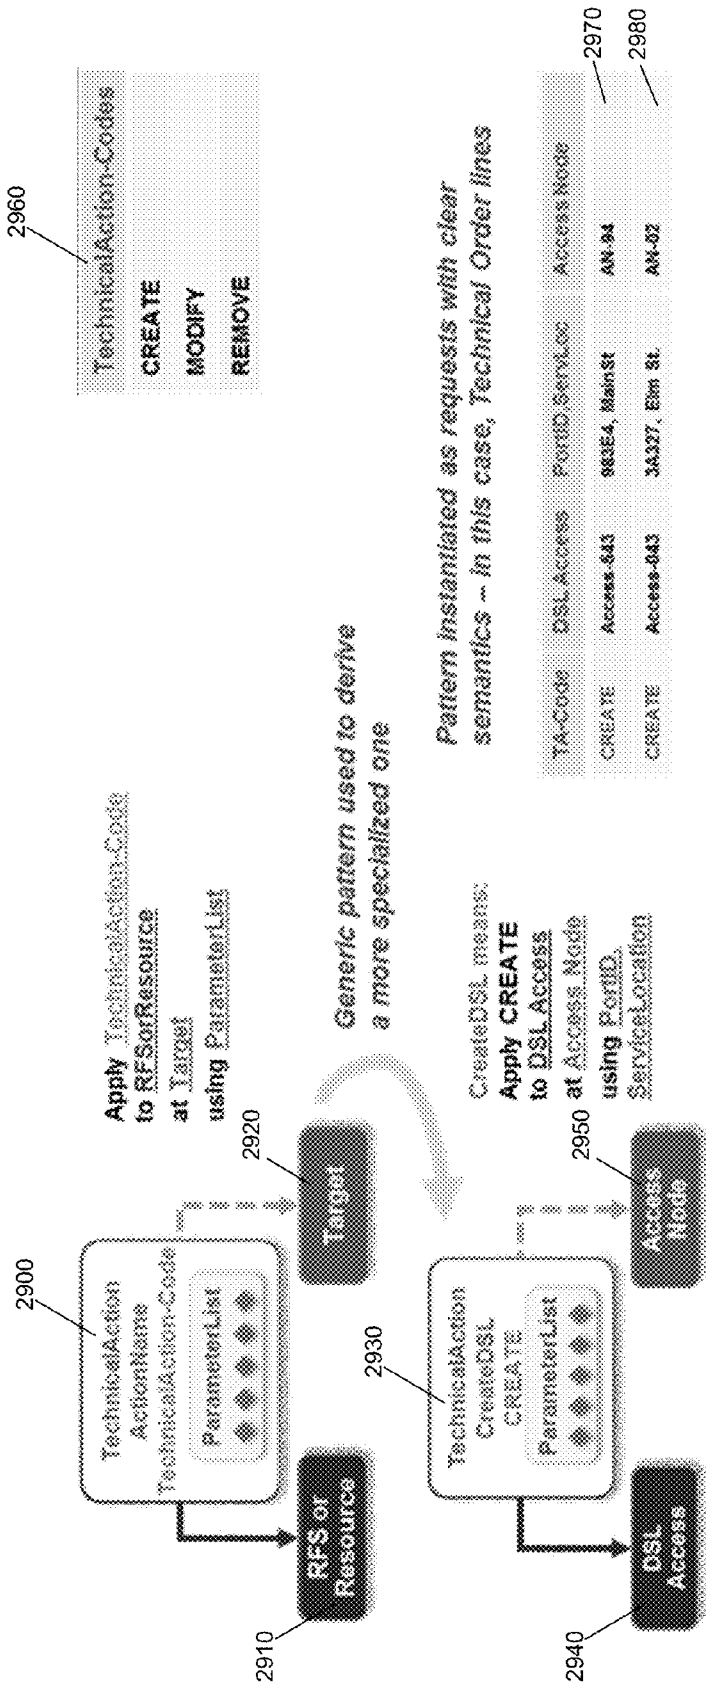 2900
TechnicalAction
ActionName
TechnicalAction-Code
ParameterList
RFS or
Resource
2910
Target
2920
Apply TechnicalAction-Code
to RFSorResource
at Target
using ParameterList
2960
TechnicalAction-Codes
CREATE
MODIFY
REMOVE
Generic pattern used to derive
a more specialized one
2930
TechnicalAction
CreateDSL
CREATE
ParameterList
DSL
Access
2940
Access
Node
2950
CreateDSL means:
Apply CREATE
to DSL Access
at Access Node
using PortID,
ServiceLocation
Pattern instantiated as requests with clear
semantics – in this case, Technical Order lines
TA-Code DSL Access PortID,ServLoc Access Node
CREATE Access-543 983E4, MainSt AN-94
2970
CREATE Access-043 3A327, Elm St. AN-02
2980